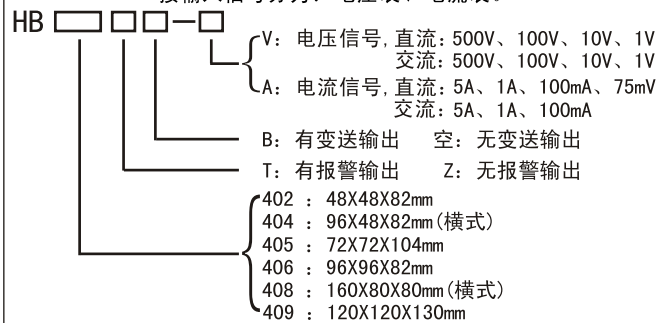 HB
V: 电压信号,直流: 500V、100V、10V、1V
交流: 500V、100V、10V、1V
A: 电流信号,直流: 5A、1A、100mA、75mV
交流: 5A、1A、100mA
B: 有变送输出 空: 无变送输出
T: 有报警输出 Z: 无报警输出
402 : 48X48X82mm
404 : 96X48X82mm(横式)
405 : 72X72X104mm
406 : 96X96X82mm
408 : 160X80X80mm(横式)
409 : 120X120X130mm